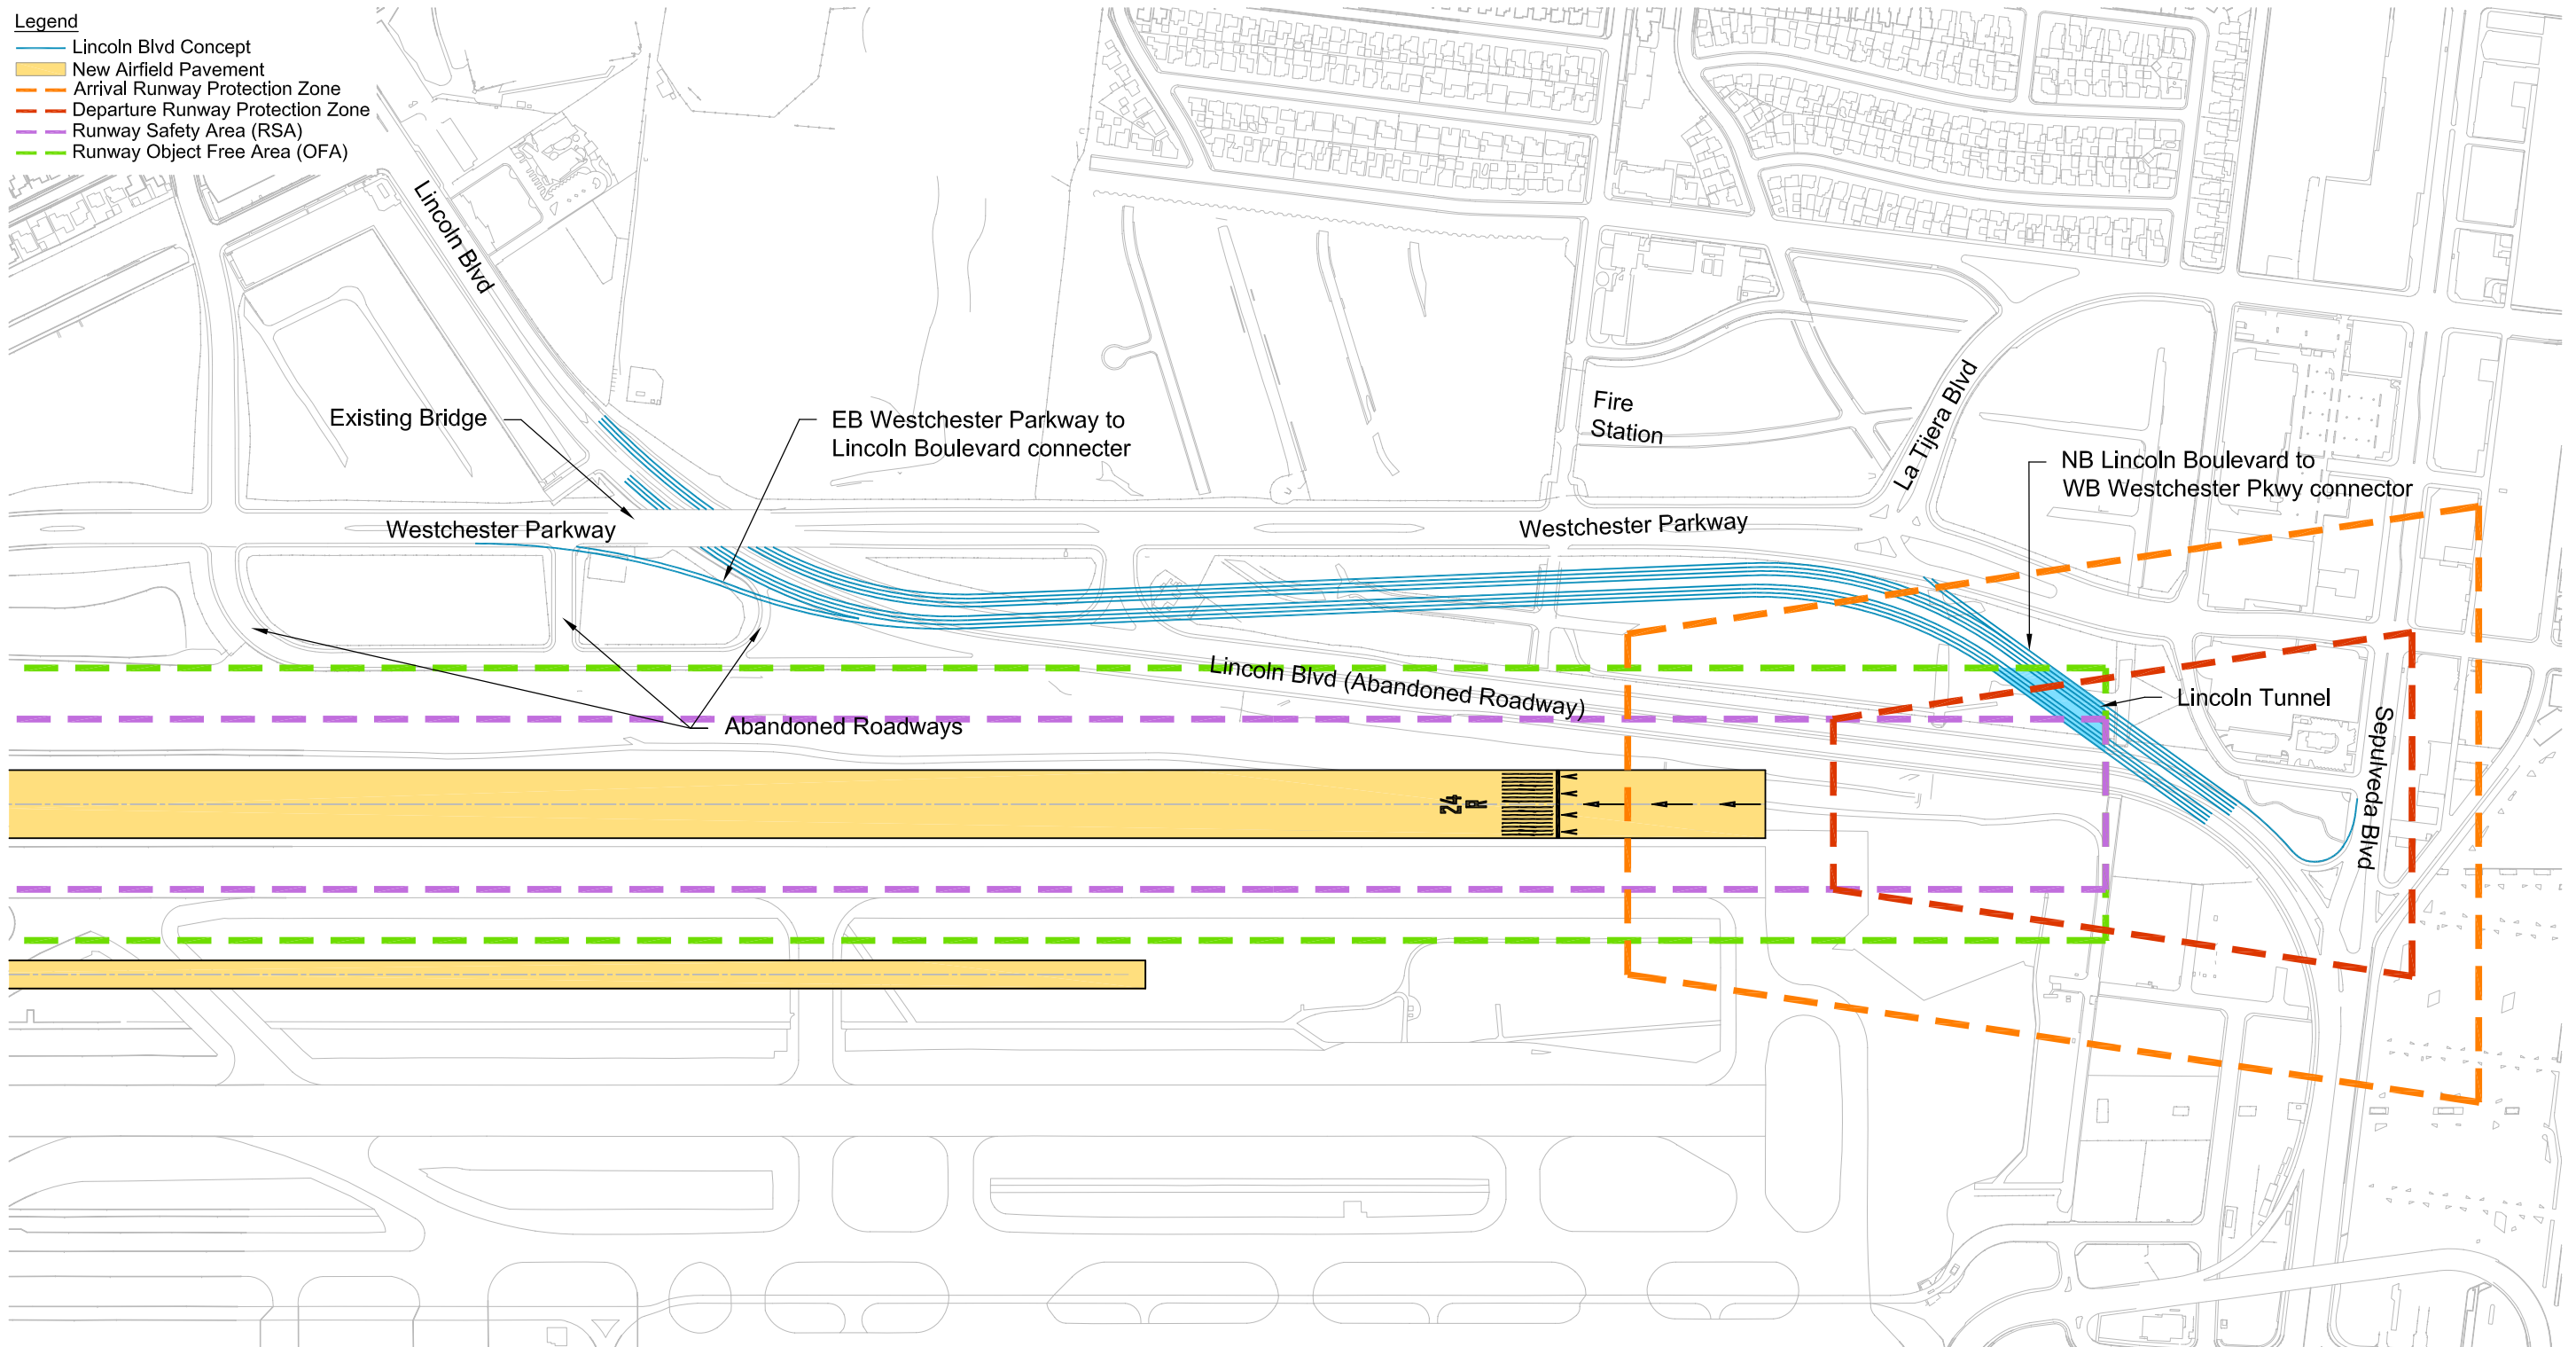 Legend
Lincoln Blvd Concept
New Airfield Pavement
Arrival Runway Protection Zone
Departure Runway Protection Zone
Runway Safety Area (RSA)
Runway Object Free Area (OFA)
Lincoln Blvd
Existing Bridge
EB Westchester Parkway to
Lincoln Boulevard connecter
Fire
Station
La Tijera Blvd
NB Lincoln Boulevard to
WB Westchester Pkwy connector
Westchester Parkway
Westchester Parkway
Lincoln Blvd (Abandoned Roadway)
Lincoln Tunnel
Abandoned Roadways
Sepulveda Blvd
24
R